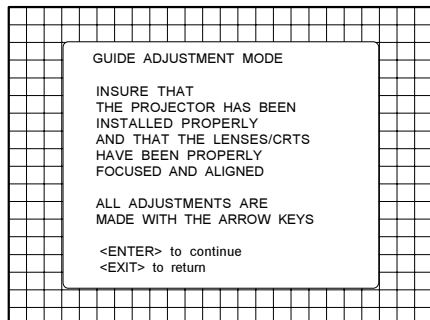 GUIDE ADJUSTMENT MODE
INSURE THAT
THE PROJECTOR HAS BEEN
INSTALLED PROPERLY
AND THAT THE LENSES/CRTS
HAVE BEEN PROPERLY
FOCUSED AND ALIGNED
ALL ADJUSTMENTS ARE
MADE WITH THE ARROW KEYS
<ENTER> to continue
<EXIT> to return